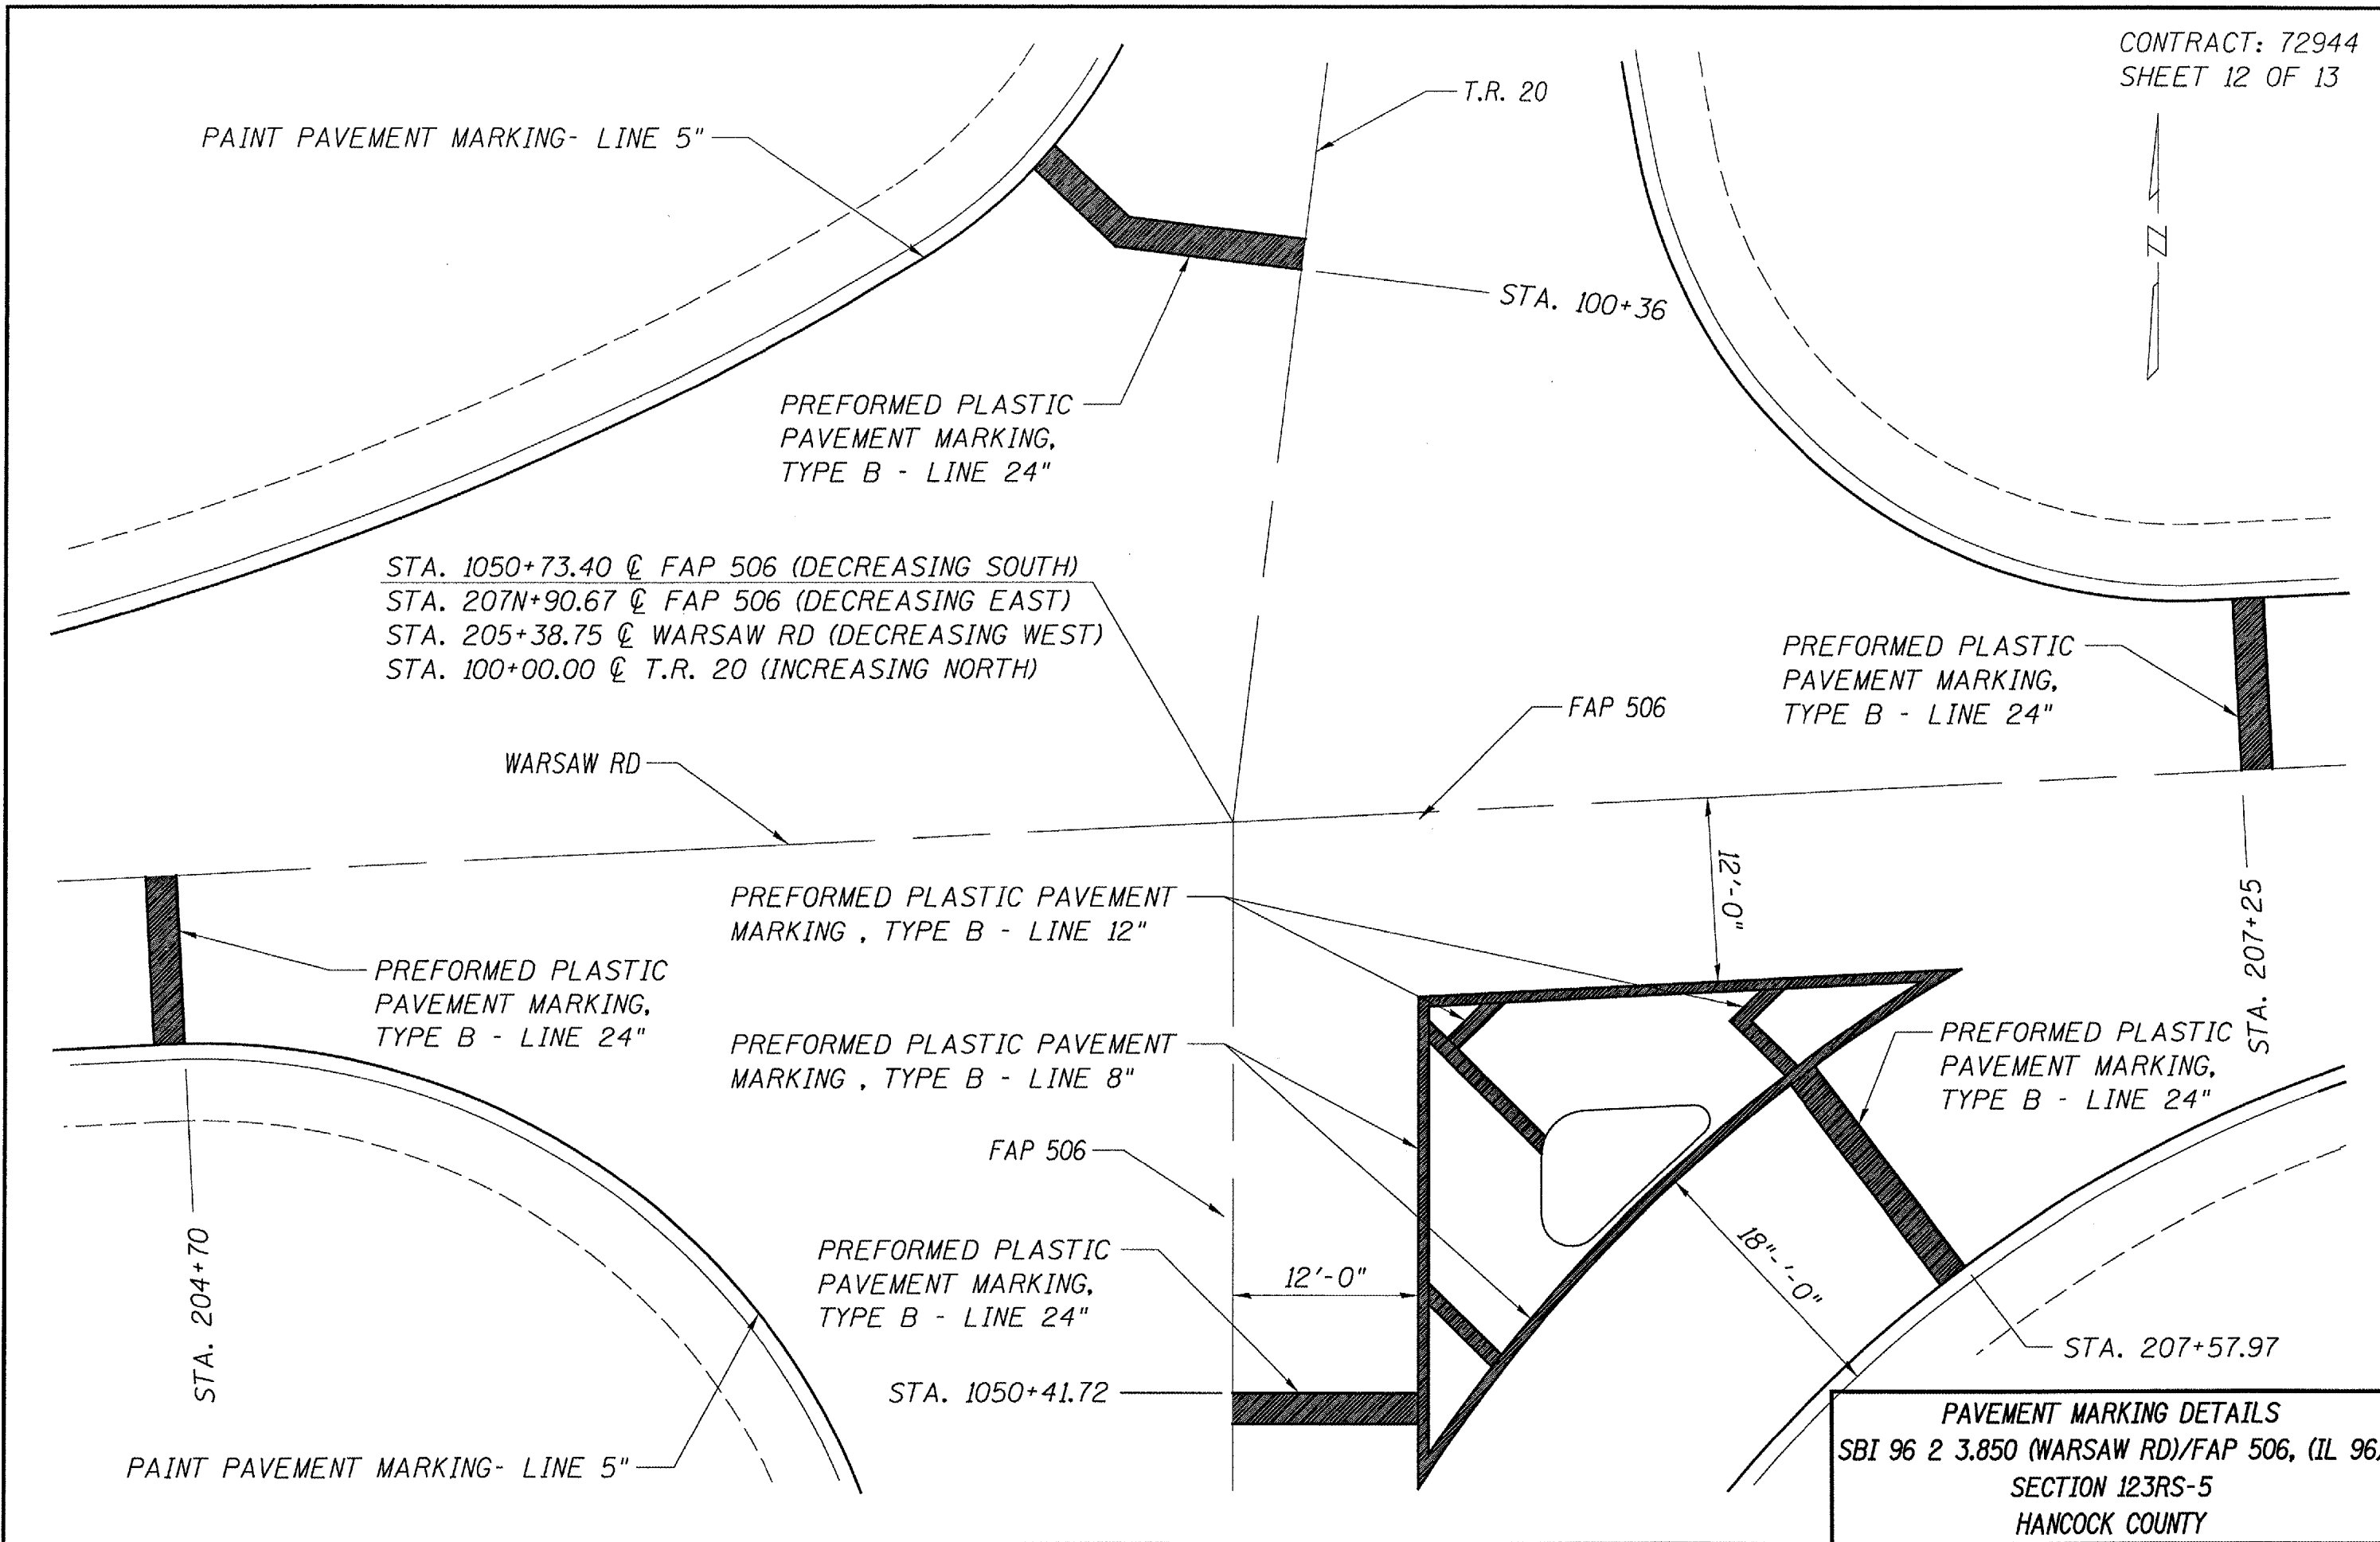 CONTRACT: 72944
SHEET 12 OF 13
T.R. 20
PAINT PAVEMENT MARKING- LINE 5"
N
STA. 100+36
PREFORMED PLASTIC
PAVEMENT MARKING,
TYPE B - LINE 24"
STA. 1050+73.40 ℄ FAP 506 (DECREASING SOUTH)
STA. 207N+90.67 ℄ FAP 506 (DECREASING EAST)
STA. 205+38.75 ℄ WARSAW RD (DECREASING WEST)
STA. 100+00.00 ℄ T.R. 20 (INCREASING NORTH)
PREFORMED PLASTIC
PAVEMENT MARKING,
TYPE B - LINE 24"
FAP 506
WARSAW RD
12'-0"
PREFORMED PLASTIC PAVEMENT
MARKING , TYPE B - LINE 12"
STA. 207+25
PREFORMED PLASTIC
PAVEMENT MARKING,
TYPE B - LINE 24"
PREFORMED PLASTIC PAVEMENT
MARKING , TYPE B - LINE 8"
PREFORMED PLASTIC
PAVEMENT MARKING,
TYPE B - LINE 24"
FAP 506
STA. 204+70
PREFORMED PLASTIC
PAVEMENT MARKING,
TYPE B - LINE 24"
12'-0"
18"-'-0"
STA. 207+57.97
STA. 1050+41.72
PAINT PAVEMENT MARKING- LINE 5"
PAVEMENT MARKING DETAILS
SBI 96 2 3.850 (WARSAW RD)/FAP 506, (IL 96)
SECTION 123RS-5
HANCOCK COUNTY